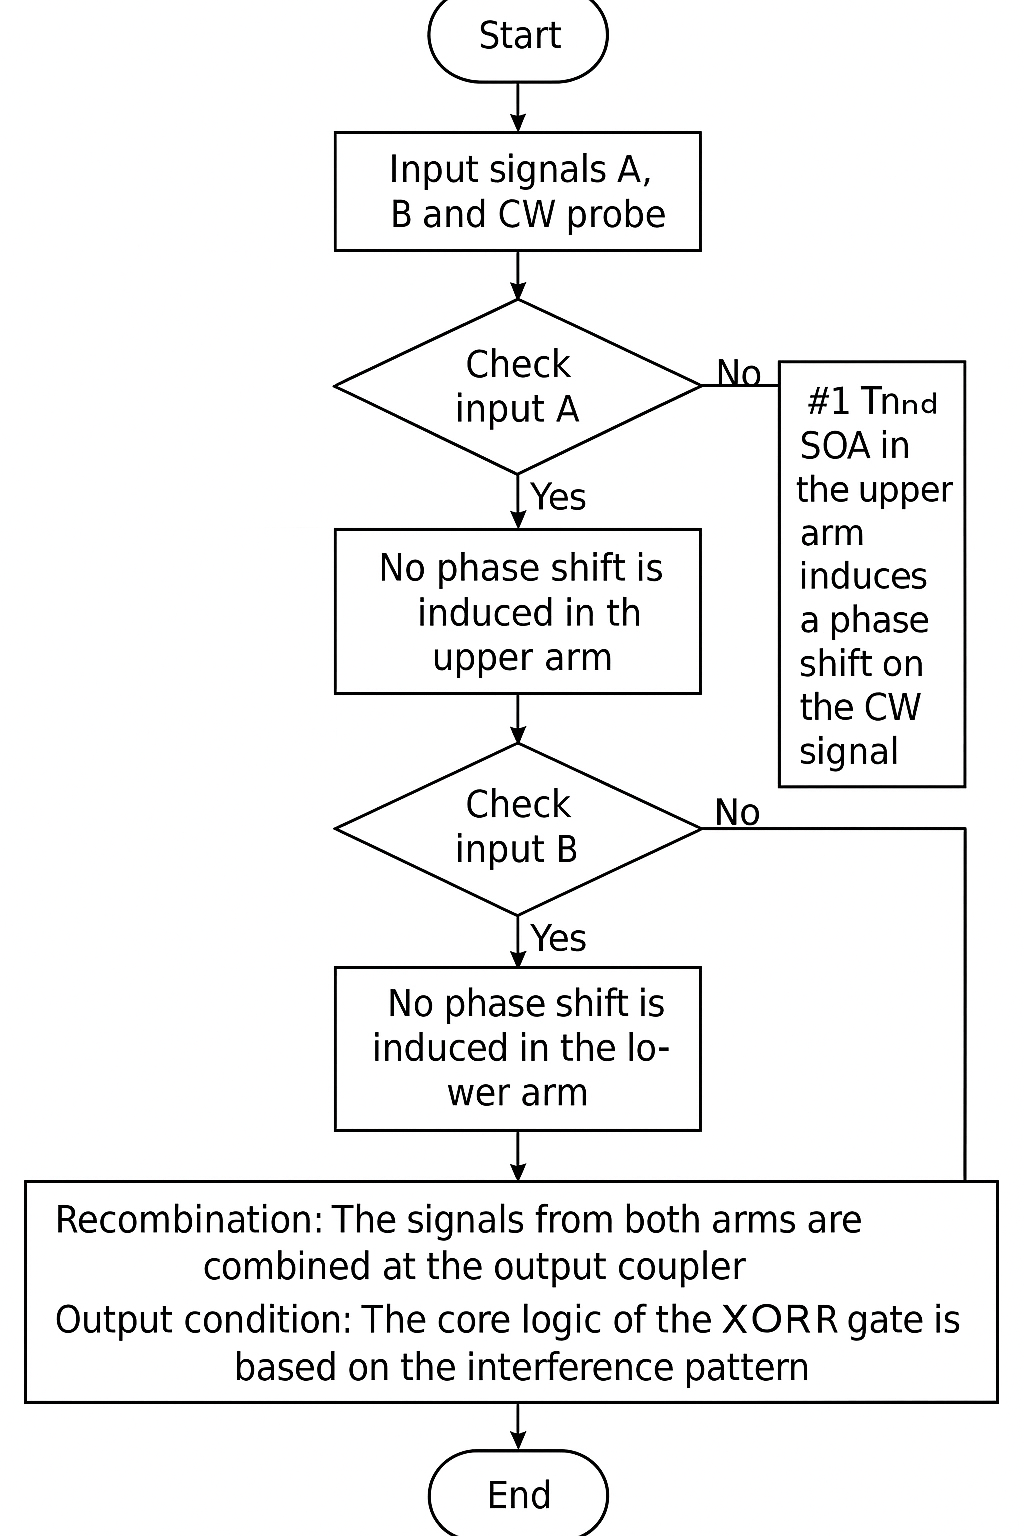 Start
Input signals A,
B and CW probe
Check
input A
No
#1 Tnnd
SOA in
the upper
arm
induces
a phase
shift on
the CW
signal
Yes
No phase shift is
induced in th
upper arm
Check
input B
No
Yes
No phase shift is
induced in the lo-
wer arm
Recombination: The signals from both arms are
combined at the output coupler
Output condition: The core logic of the XORR gate is
based on the interference pattern
End